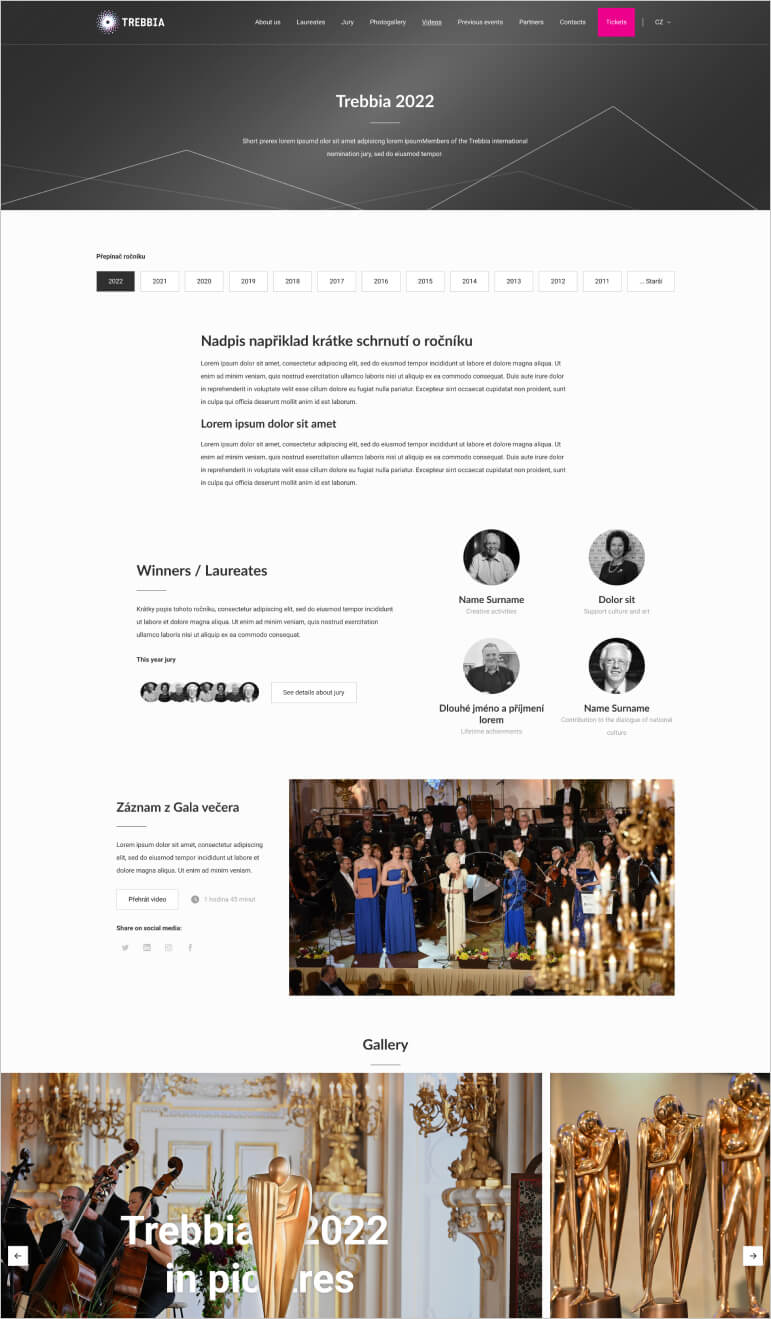 TREBBIA
About us Laureates Jury Photogallery Videos Previous events Partners Contacts Tickets CZ
Trebbia 2022
Short prerex lorem ipsumd olor sit amet adpisicng lorem ipsumMembers of the Trebbia international
nomination jury, sed do eiusmod tempor
Přepínač ročníku
2022 2021 2020 2019 2018 2017 2016 2015 2014 2013 2012 2011 ... Starší
Nadpis například krátke schrnutí o ročníku
Lorem ipsum dolor sit amet, consectetur adipiscing elit, sed do eiusmod tempor incididunt ut labore et dolore magna aliqua. Ut
enim ad minim veniam, quis nostrud exercitation ullamco laboris nisi ut aliquip ex ea commodo consequat. Duis aute irure dolor
in reprehenderit in voluptate velit esse cillum dolore eu fugiat nulla pariatur. Excepteur sint occaecat cupidatat non proident, sunt
in culpa qui officia deserunt mollit anim id est laborum.
Lorem ipsum dolor sit amet
Lorem ipsum dolor sit amet, consectetur adipiscing elit, sed do eiusmod tempor incididunt ut labore et dolore magna aliqua. Ut
enim ad minim veniam, quis nostrud exercitation ullamco laboris nisi ut aliquip ex ea commodo consequat. Duis aute irure dolor
in reprehenderit in voluptate velit esse cillum dolore eu fugiat nulla pariatur. Excepteur sint occaecat cupidatat non proident, sunt
in culpa qui officia deserunt mollit anim id est laborum.
Winners / Laureates
Krátky popis tohoto ročníku, consectetur adipiscing elit, sed do eiusmod tempor incididunt
ut labore et dolore magna aliqua. Ut enim ad minim veniam, quis nostrud exercitation
ullamco laboris nisi ut aliquip ex ea commodo consequat.
This year jury
See details about jury
Name Surname
Creative activities
Dolor sit
Support culture and art
Dlouhé jméno a příjmení
lorem
Lifetime achievments
Name Surname
Contribution to the dialogue of national
culture
Záznam z Gala večera
Lorem ipsum dolor sit amet, consectetur adipiscing
elit, sed do eiusmod tempor incididunt ut labore et
dolore magna aliqua. Ut enim ad minim veniam.
Přehrát video 1 hodina 45 minut
Share on social media:
Gallery
Trebbia 2022
in pictures